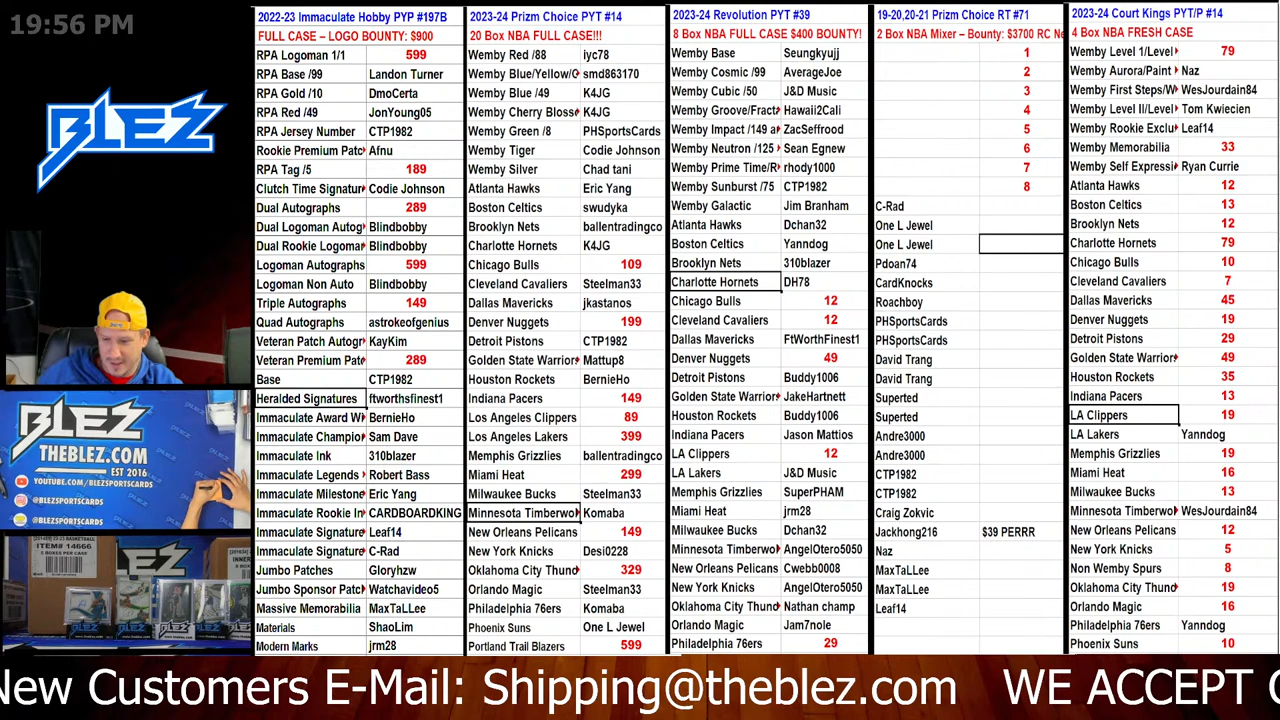 19:56 PM
BLEZ
BLEZ
THEBLEZ.COM
EST 2016
YOUTUBE.COM/BLEZSPORTSCARDS
@BLEZSPORTSCARDS
@BLEZSPORTSCARDS
ITEM# 14666
2022-23 Immaculate Hobby PYP #197B
FULL CASE – LOGO BOUNTY: $900
RPA Logoman 1/1 599
RPA Base /99 Landon Turner
RPA Gold /10 DmoCerta
RPA Red /49 JonYoung05
RPA Jersey Number CTP1982
Rookie Premium Patc Afnu
RPA Tag /5 189
Clutch Time Signatur Codie Johnson
Dual Autographs 289
Dual Logoman Autog Blindbobby
Dual Rookie Logomar Blindbobby
Logoman Autographs 599
Logoman Non Auto Blindbobby
Triple Autographs 149
Quad Autographs astrokeofgenius
Veteran Patch Autogr KayKim
Veteran Premium Pat 289
Base CTP1982
Heralded Signatures ftworthsfinest1
Immaculate Award W BernieHo
Immaculate Champio Sam Dave
Immaculate Ink 310blazer
Immaculate Legends Robert Bass
Immaculate Milestone Eric Yang
Immaculate Rookie In CARDBOARDKING
Immaculate Signature Leaf14
Immaculate Signature C-Rad
Jumbo Patches Gloryhzw
Jumbo Sponsor Patc Watchavideo5
Massive Memorabilia MaxTaLLee
Materials ShaoLim
Modern Marks jrm28
2023-24 Prizm Choice PYT #14
20 Box NBA FULL CASE!!!
Wemby Red /88 iyc78
Wemby Blue/Yellow/G smd863170
Wemby Blue /49 K4JG
Wemby Cherry Bloss K4JG
Wemby Green /8 PHSportsCards
Wemby Tiger Codie Johnson
Wemby Silver Chad tani
Atlanta Hawks Eric Yang
Boston Celtics swudyka
Brooklyn Nets ballentradingco
Charlotte Hornets K4JG
Chicago Bulls 109
Cleveland Cavaliers Steelman33
Dallas Mavericks jkastanos
Denver Nuggets 199
Detroit Pistons CTP1982
Golden State Warrior Mattup8
Houston Rockets BernieHo
Indiana Pacers 149
Los Angeles Clippers 89
Los Angeles Lakers 399
Memphis Grizzlies ballentradingco
Miami Heat 299
Milwaukee Bucks Steelman33
Minnesota Timberwo Komaba
New Orleans Pelicans 149
New York Knicks Desi0228
Oklahoma City Thund 329
Orlando Magic Steelman33
Philadelphia 76ers Komaba
Phoenix Suns One L Jewel
Portland Trail Blazers 599
2023-24 Revolution PYT #39
8 Box NBA FULL CASE $400 BOUNTY!
Wemby Base Seungkyujj
Wemby Cosmic /99 AverageJoe
Wemby Cubic /50 J&D Music
Wemby Groove/Fract Hawaii2Cali
Wemby Impact /149 a ZacSeffrood
Wemby Neutron /125 Sean Egnew
Wemby Prime Time/R rhody1000
Wemby Sunburst /75 CTP1982
Wemby Galactic Jim Branham
Atlanta Hawks Dchan32
Boston Celtics Yanndog
Brooklyn Nets 310blazer
Charlotte Hornets DH78
Chicago Bulls 12
Cleveland Cavaliers 12
Dallas Mavericks FtWorthFinest1
Denver Nuggets 49
Detroit Pistons Buddy1006
Golden State Warrior JakeHartnett
Houston Rockets Buddy1006
Indiana Pacers Jason Mattios
LA Clippers 12
LA Lakers J&D Music
Memphis Grizzlies SuperPHAM
Miami Heat jrm28
Milwaukee Bucks Dchan32
Minnesota Timberwo AngelOtero5050
New Orleans Pelicans Cwebb0008
New York Knicks AngelOtero5050
Oklahoma City Thund Nathan champ
Orlando Magic Jam7nole
Philadelphia 76ers 29
19-20,20-21 Prizm Choice RT #71
2 Box NBA Mixer – Bounty: $3700 RC Ne
1
2
3
4
5
6
7
8
C-Rad
One L Jewel
One L Jewel
Pdoan74
CardKnocks
Roachboy
PHSportsCards
PHSportsCards
David Trang
David Trang
Superted
Superted
Andre3000
Andre3000
CTP1982
CTP1982
Craig Zokvic
Jackhong216 $39 PERRR
Naz
MaxTaLLee
MaxTaLLee
Leaf14
2023-24 Court Kings PYT/P #14
4 Box NBA FRESH CASE
Wemby Level 1/Level 79
Wemby Aurora/Paint Naz
Wemby First Steps/W WesJourdain84
Wemby Level II/Level Tom Kwiecien
Wemby Rookie Exclu Leaf14
Wemby Memorabilia 33
Wemby Self Expressi Ryan Currie
Atlanta Hawks 12
Boston Celtics 13
Brooklyn Nets 12
Charlotte Hornets 79
Chicago Bulls 10
Cleveland Cavaliers 7
Dallas Mavericks 45
Denver Nuggets 19
Detroit Pistons 29
Golden State Warrior 49
Houston Rockets 35
Indiana Pacers 13
LA Clippers 19
LA Lakers Yanndog
Memphis Grizzlies 19
Miami Heat 16
Milwaukee Bucks 13
Minnesota Timberwo WesJourdain84
New Orleans Pelicans 12
New York Knicks 5
Non Wemby Spurs 8
Oklahoma City Thund 19
Orlando Magic 16
Philadelphia 76ers Yanndog
Phoenix Suns 10
New Customers E-Mail: Shipping@theblez.com WE ACCEPT